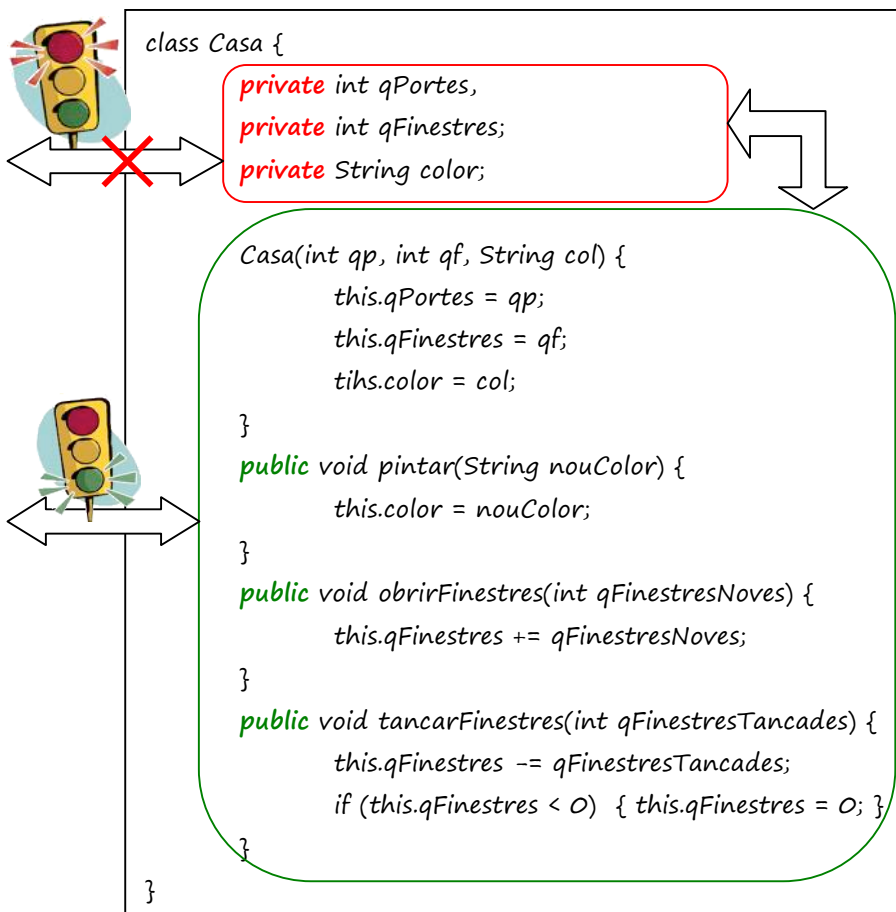 class Casa {
private int qPortes,
private int qFinestres;
private String color;
Casa(int qp, int qf, String col) {
this.qPortes = qp;
this.qFinestres = qf;
tihs.color = col;
}
public void pintar(String nouColor) {
this.color = nouColor;
}
public void obrirFinestres(int qFinestresNoves) {
this.qFinestres += qFinestresNoves;
}
public void tancarFinestres(int qFinestresTancades) {
this.qFinestres -= qFinestresTancades;
if (this.qFinestres < 0) { this.qFinestres = 0; }
}
}